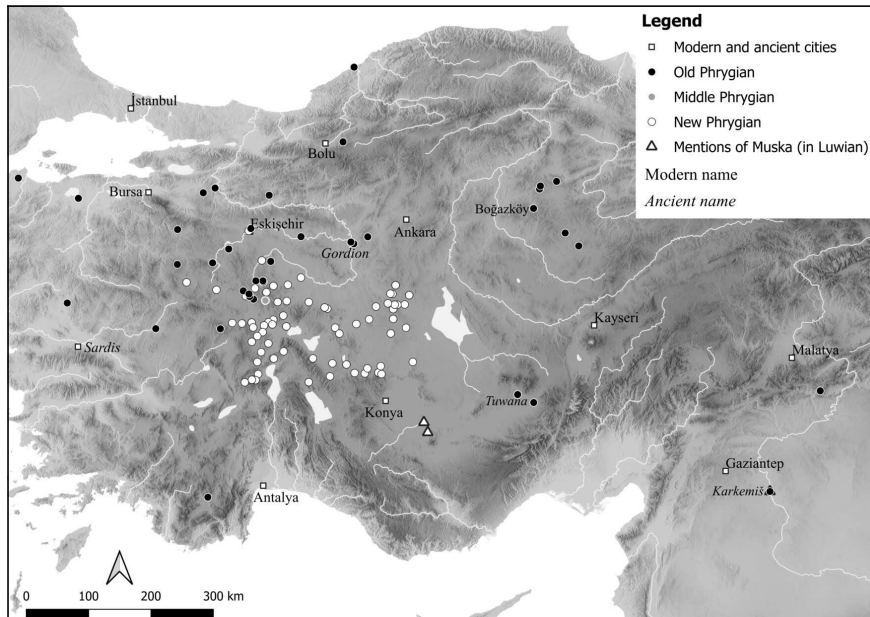 Legend
Modern and ancient cities
Old Phrygian
Middle Phrygian
New Phrygian
Mentions of Muska (in Luwian)
Modern name
Ancient name
İstanbul
Bolu
Bursa
Boğazköy
Eskişehir
Ankara
Gordion
Kayseri
Sardis
Malatya
Tuwana
Konya
Gaziantep
Antalya
Karkemiš
0 100 200 300 km